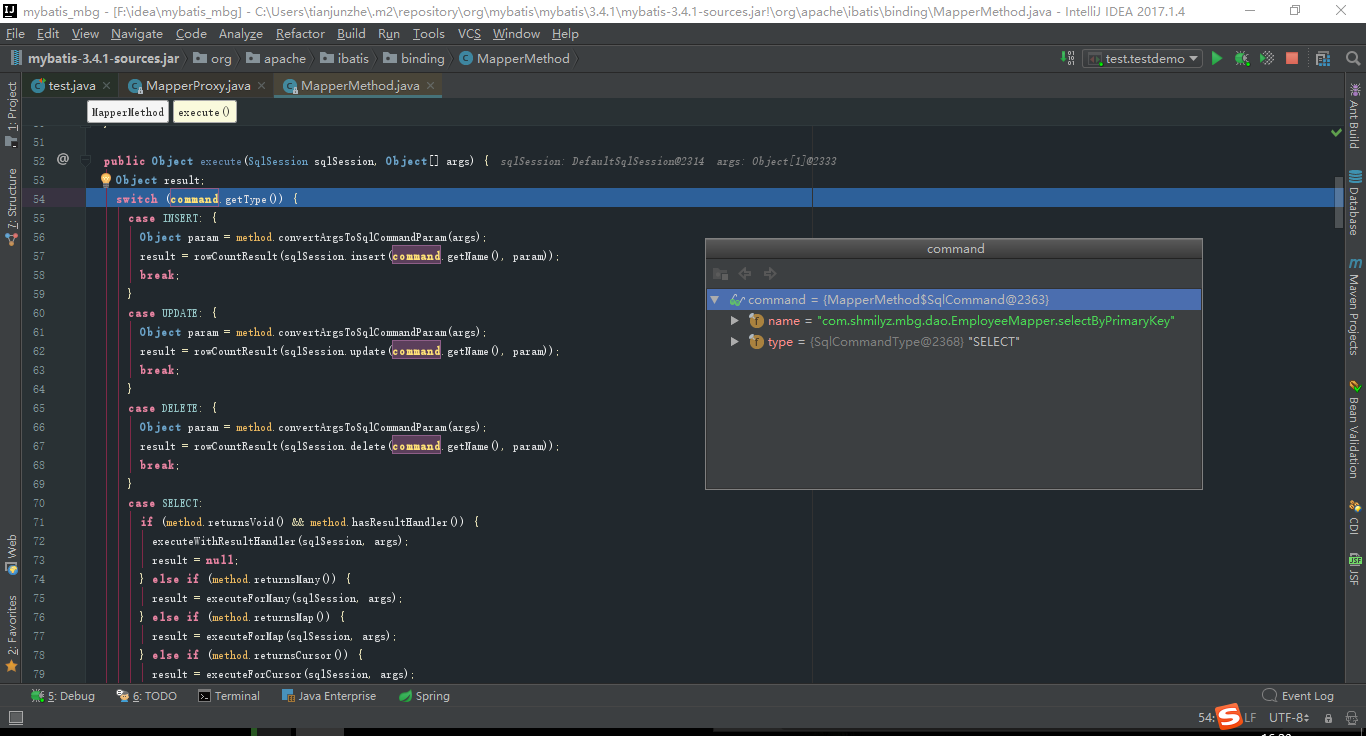 mybatis_mbg - [F:\idea\mybatis_mbg] - C:\Users\tianjunzhe\.m2\repository\org\mybatis\mybatis\3.4.1\mybatis-3.4.1-sources.jar!\org\apache\ibatis\binding\MapperMethod.java - IntelliJ IDEA 2017.1.4
File Edit View Navigate Code Analyze Refactor Build Run Tools VCS Window Help
mybatis-3.4.1-sources.jar org apache ibatis binding MapperMethod test.testdemo
test.java MapperProxy.java MapperMethod.java
MapperMethod execute()
51
52 @ public Object execute(SqlSession sqlSession, Object[] args) { sqlSession: DefaultSqlSession@2314 args: Object[1]@2333
53 Object result;
54 switch (command.getType()) {
55 case INSERT: {
56 Object param = method.convertArgsToSqlCommandParam(args);
57 result = rowCountResult(sqlSession.insert(command.getName(), param));
58 break;
59 }
60 case UPDATE: {
61 Object param = method.convertArgsToSqlCommandParam(args);
62 result = rowCountResult(sqlSession.update(command.getName(), param));
63 break;
64 }
65 case DELETE: {
66 Object param = method.convertArgsToSqlCommandParam(args);
67 result = rowCountResult(sqlSession.delete(command.getName(), param));
68 break;
69 }
70 case SELECT:
71 if (method.returnsVoid() && method.hasResultHandler()) {
72 executeWithResultHandler(sqlSession, args);
73 result = null;
74 } else if (method.returnsMany()) {
75 result = executeForMany(sqlSession, args);
76 } else if (method.returnsMap()) {
77 result = executeForMap(sqlSession, args);
78 } else if (method.returnsCursor()) {
79 result = executeForCursor(sqlSession, args);
command
command = {MapperMethod$SqlCommand@2363}
name = "com.shmilyz.mbg.dao.EmployeeMapper.selectByPrimaryKey"
type = {SqlCommandType@2368} "SELECT"
1: Project
7: Structure
Web
2: Favorites
Ant Build
Database
Maven Projects
Bean Validation
CDI
JSF
5: Debug 6: TODO Terminal Java Enterprise Spring Event Log
54: LF UTF-8